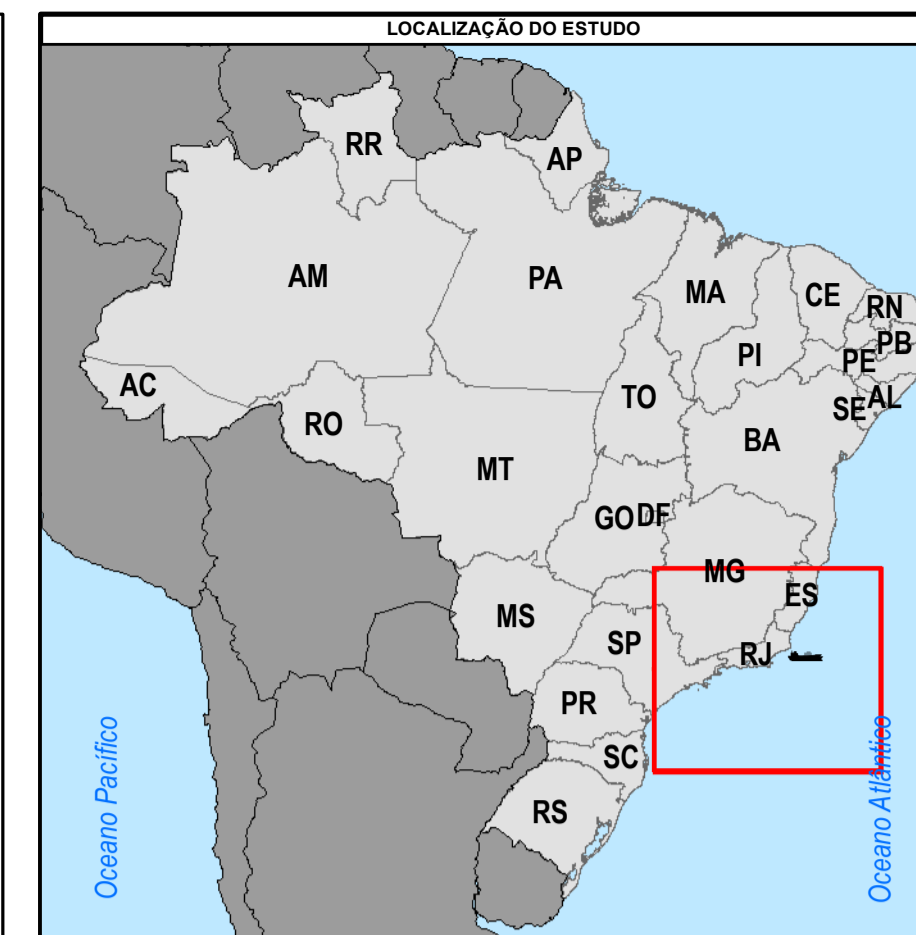 LOCALIZAÇÃO DO ESTUDO
RR
AP
AM
PA
MA
CE
RN
PB
PI
PE
AC
TO
AL
SE
RO
BA
MT
GO
DF
MG
ES
MS
SP
RJ
PR
SC
RS
Oceano Pacífico
Oceano Atlântico